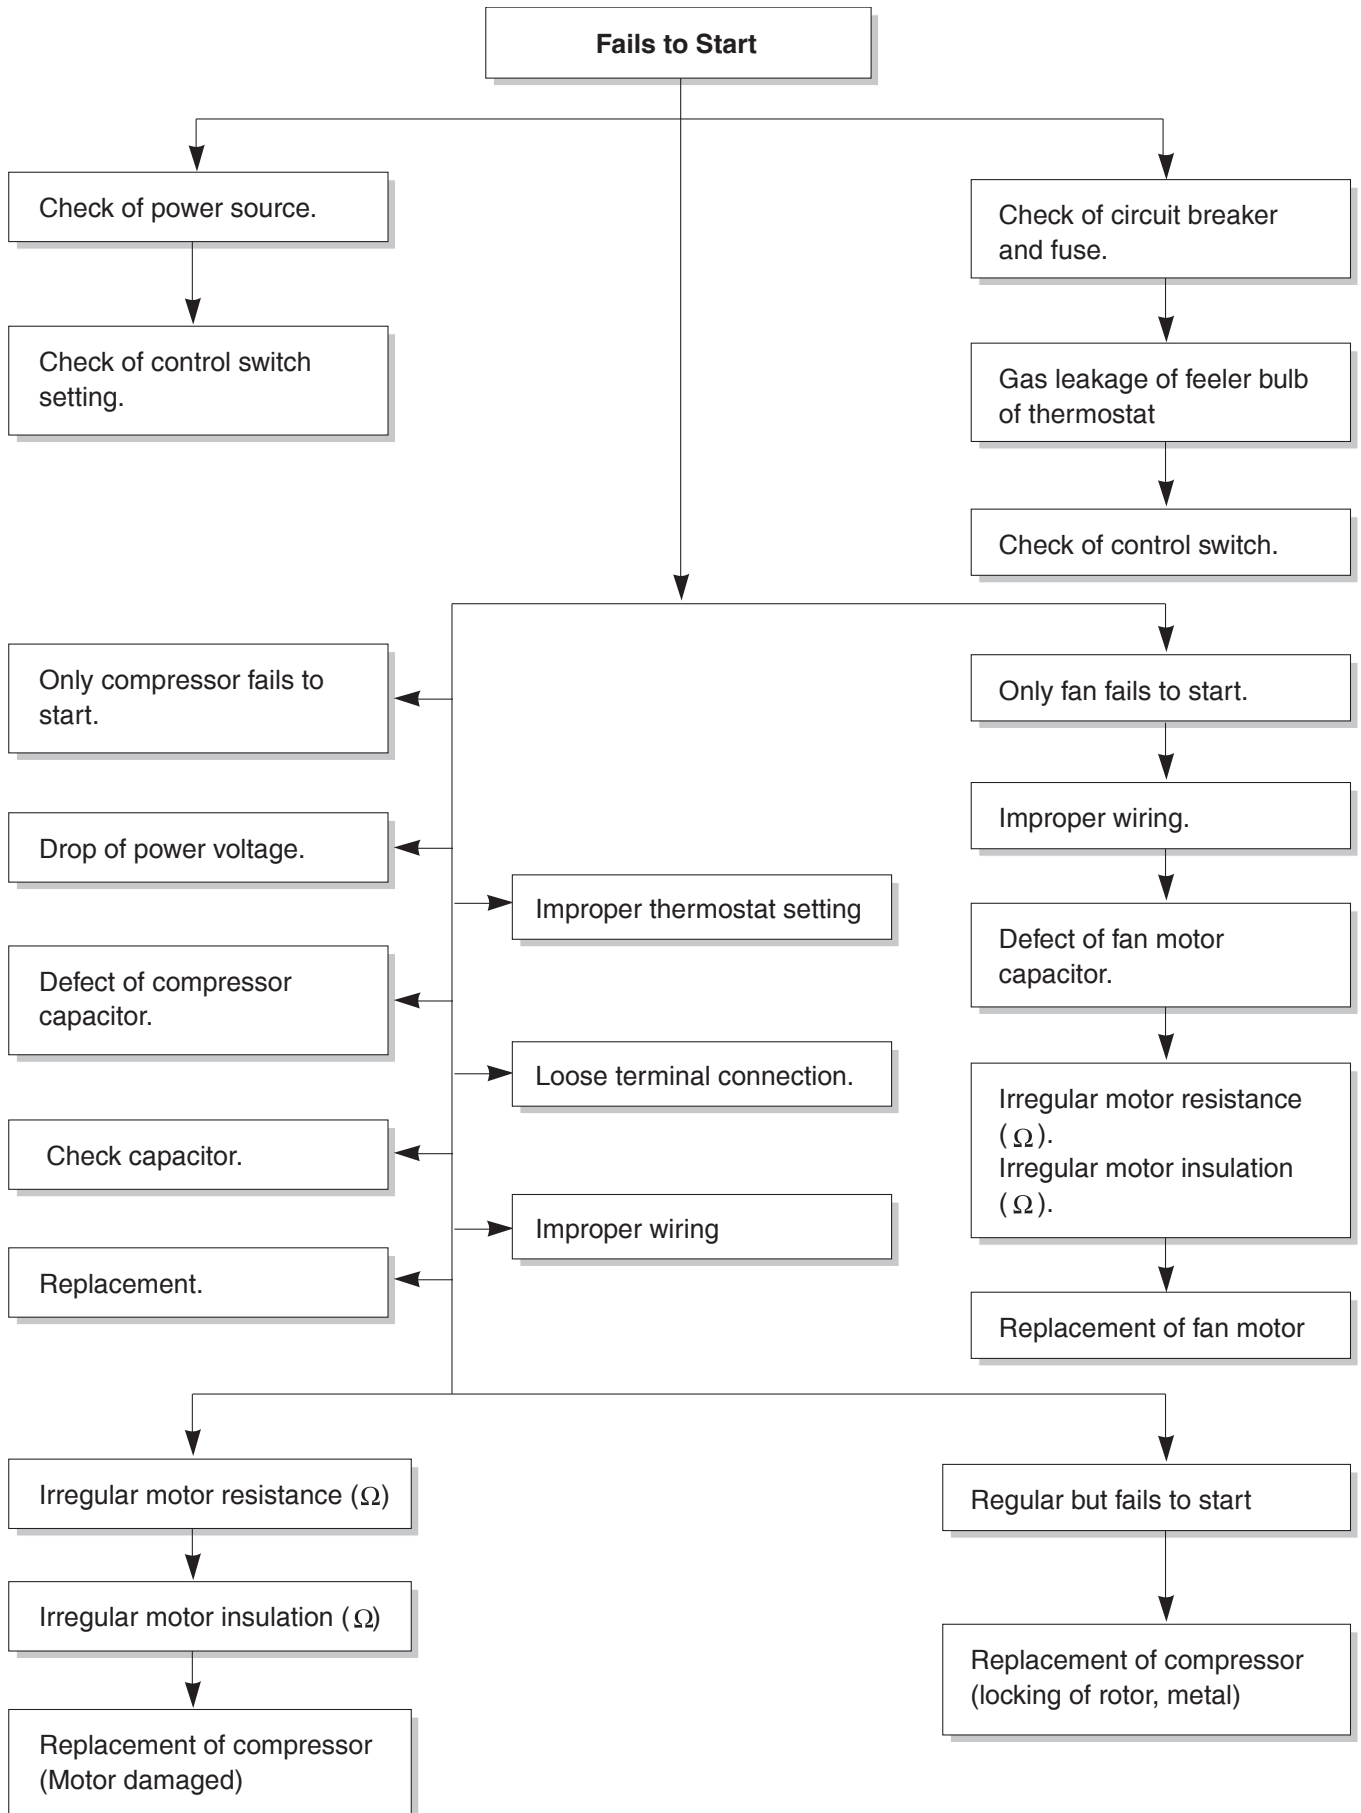 Fails to Start
Check of power source.
Check of control switch
setting.
Check of circuit breaker
and fuse.
Gas leakage of feeler bulb
of thermostat
Check of control switch.
Only compressor fails to
start.
Drop of power voltage.
Defect of compressor
capacitor.
Check capacitor.
Replacement.
Improper thermostat setting
Loose terminal connection.
Improper wiring
Only fan fails to start.
Improper wiring.
Defect of fan motor
capacitor.
Irregular motor resistance
(Ω).
Irregular motor insulation
(Ω).
Replacement of fan motor
Irregular motor resistance (Ω)
Irregular motor insulation (Ω)
Replacement of compressor
(Motor damaged)
Regular but fails to start
Replacement of compressor
(locking of rotor, metal)